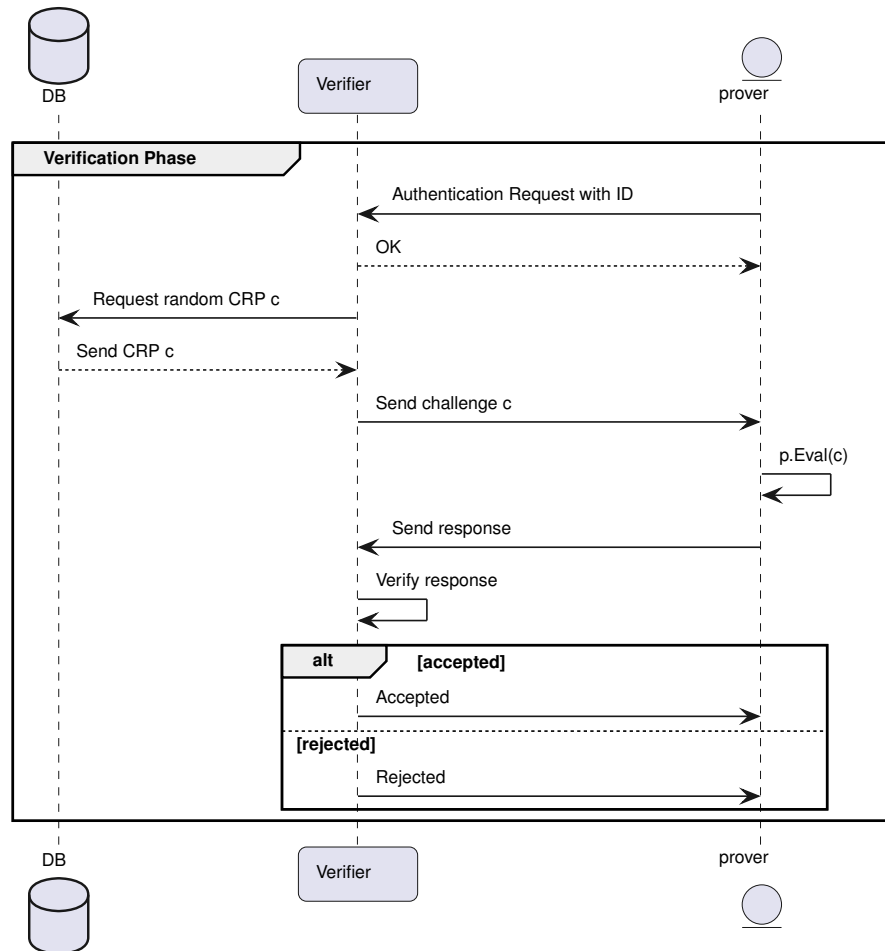 DB
Verifier
prover
Verification Phase
Authentication Request with ID
OK
Request random CRP c
Send CRP c
Send challenge c
p.Eval(c)
Send response
Verify response
alt [accepted]
Accepted
[rejected]
Rejected
DB
Verifier
prover